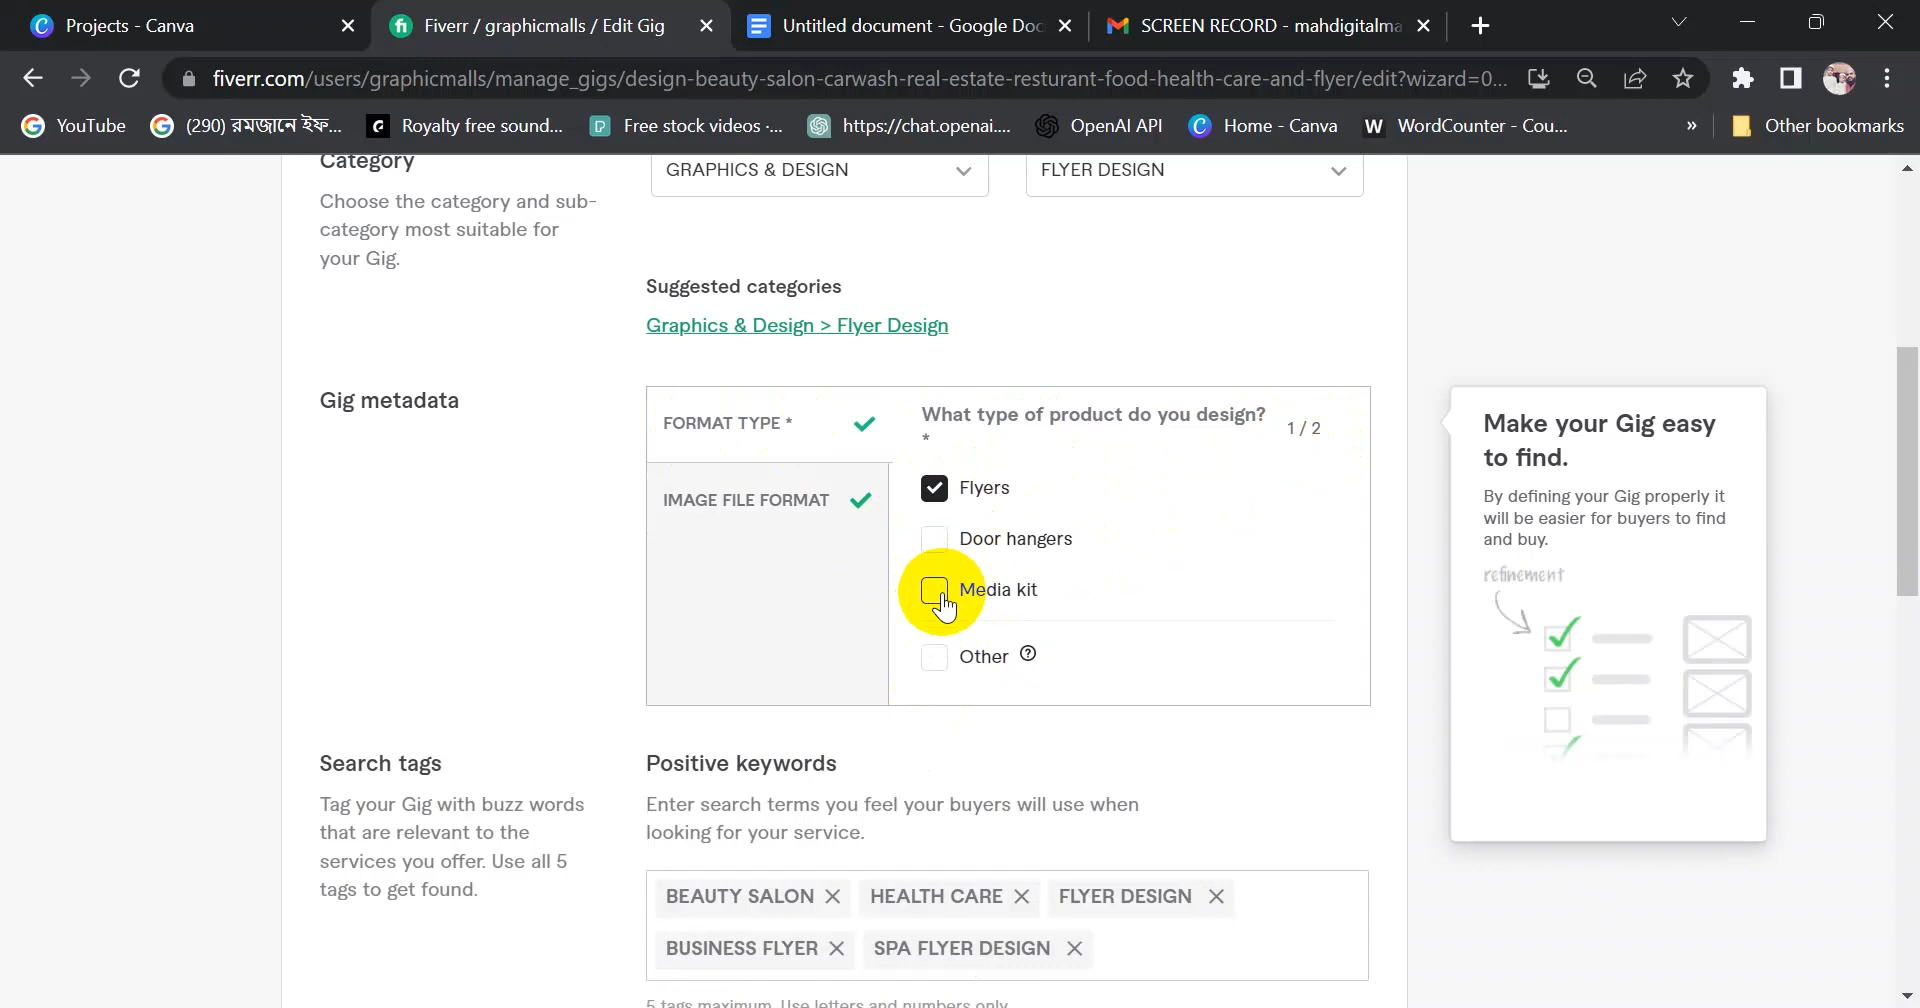 Projects - Canva
Fiverr / graphicmalls / Edit Gig
Untitled document - Google Doc
SCREEN RECORD - mahdigitalma
fiverr.com/users/graphicmalls/manage_gigs/design-beauty-salon-carwash-real-estate-resturant-food-health-care-and-flyer/edit?wizard=0...
YouTube
(290) রমজানে ইফ...
Royalty free sound...
Free stock videos ·...
https://chat.openai....
OpenAI API
Home - Canva
WordCounter - Cou...
»
Other bookmarks
Category
GRAPHICS & DESIGN
FLYER DESIGN
Choose the category and sub-
category most suitable for
your Gig.
Suggested categories
Graphics & Design > Flyer Design
Gig metadata
FORMAT TYPE *
IMAGE FILE FORMAT
What type of product do you design?
*
1 / 2
Flyers
Door hangers
Media kit
Other
Make your Gig easy
to find.
By defining your Gig properly it
will be easier for buyers to find
and buy.
refinement
Search tags
Tag your Gig with buzz words
that are relevant to the
services you offer. Use all 5
tags to get found.
Positive keywords
Enter search terms you feel your buyers will use when
looking for your service.
BEAUTY SALON
HEALTH CARE
FLYER DESIGN
BUSINESS FLYER
SPA FLYER DESIGN
5 tags maximum. Use letters and numbers only.